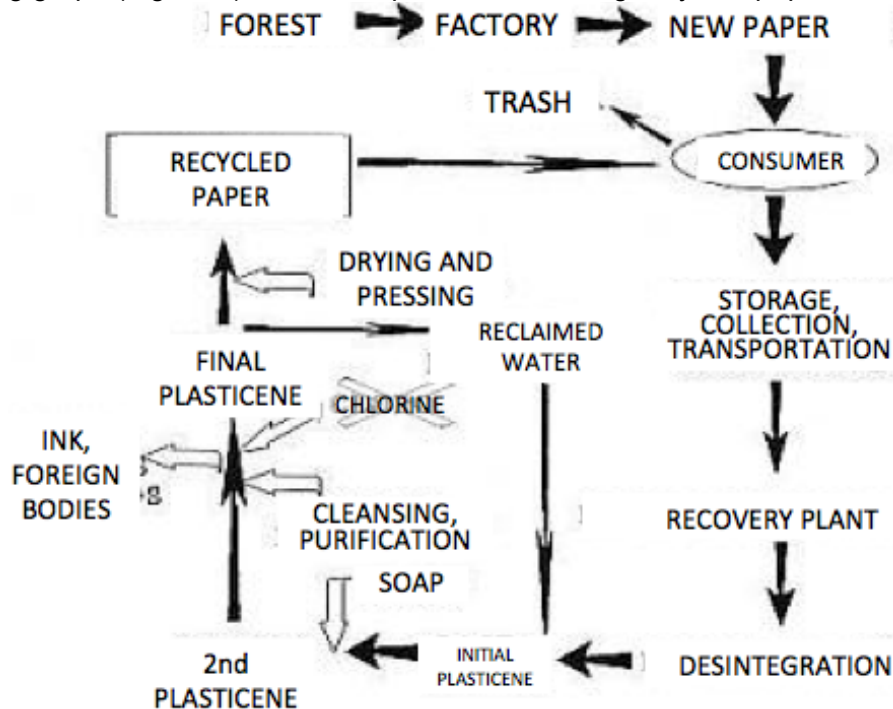 FOREST
FACTORY
NEW PAPER
TRASH
CONSUMER
RECYCLED
PAPER
DRYING AND
PRESSING
STORAGE,
COLLECTION,
TRANSPORTATION
RECLAIMED
WATER
FINAL
PLASTICENE
CHLORINE
INK,
FOREIGN
BODIES
CLEANSING,
PURIFICATION
RECOVERY PLANT
SOAP
2nd
PLASTICENE
INITIAL
PLASTICENE
DESINTEGRATION